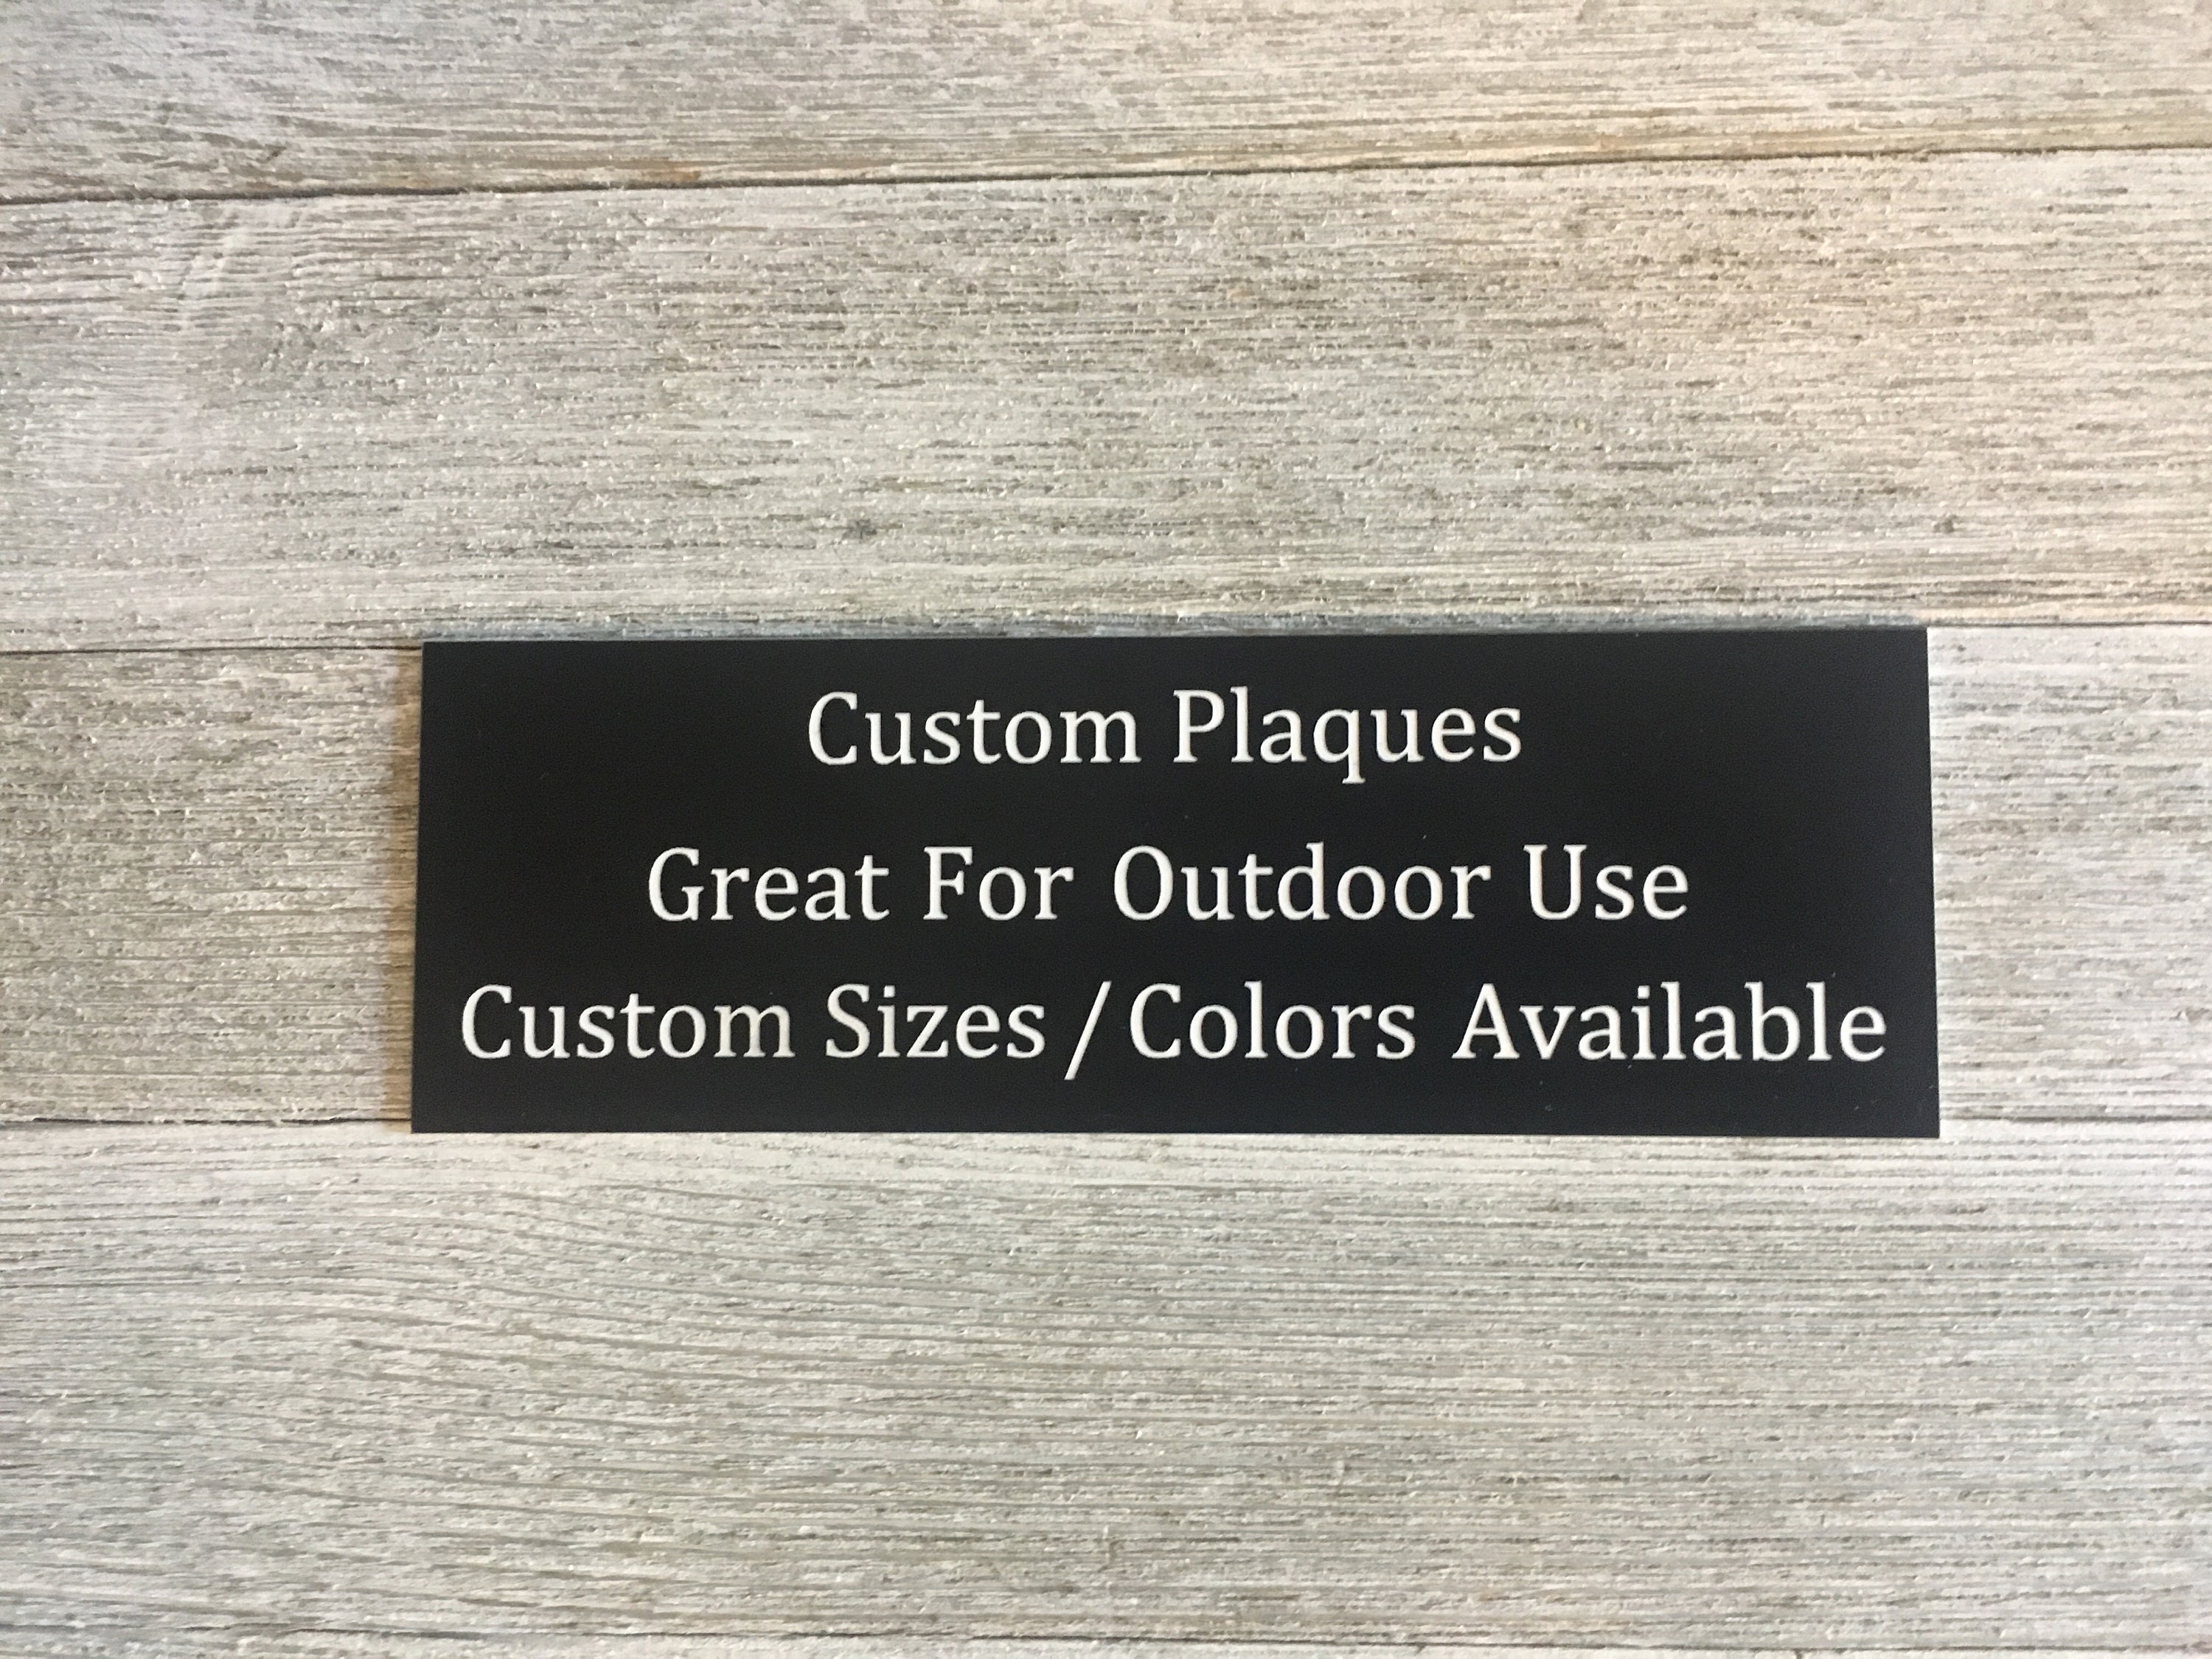 Custom Plaques
Great For Outdoor Use
Custom Sizes / Colors Available